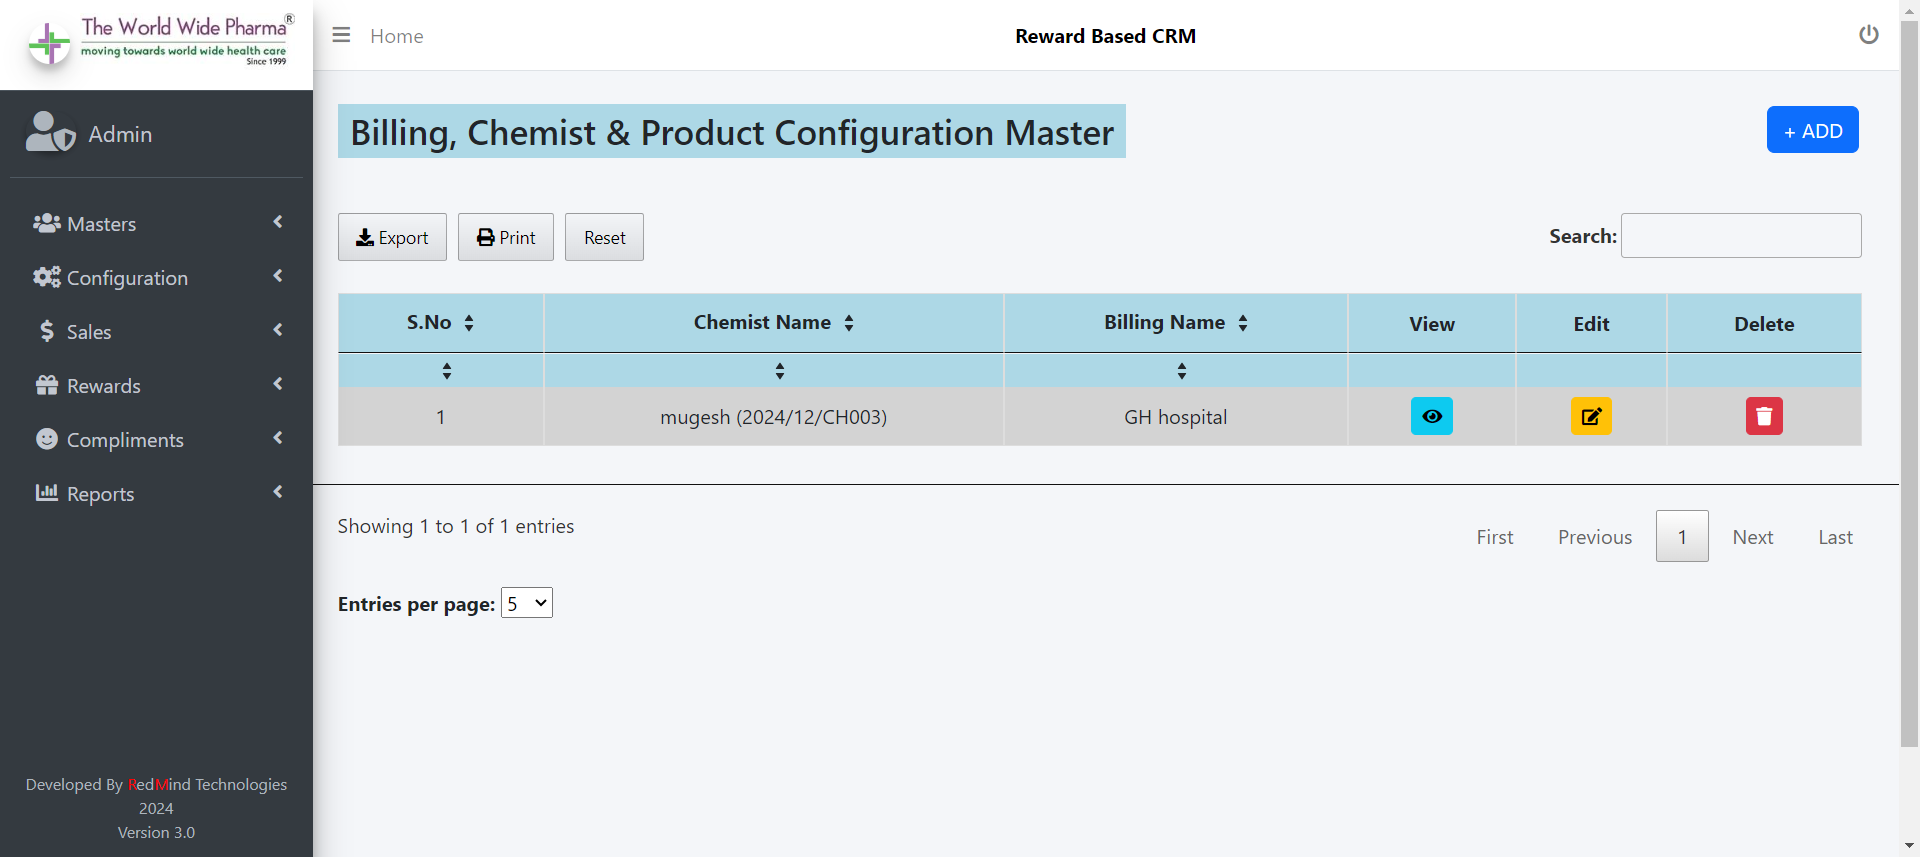 The World Wide Pharma®
moving towards world wide health care
Since 1999
Home
Reward Based CRM
Admin
Masters
Configuration
Sales
Rewards
Compliments
Reports
Developed By RedMind Technologies
2024
Version 3.0
Billing, Chemist & Product Configuration Master
+ ADD
Export Print Reset
Search:
S.No Chemist Name Billing Name View Edit Delete
1 mugesh (2024/12/CH003) GH hospital
Showing 1 to 1 of 1 entries
First Previous 1 Next Last
Entries per page: 5